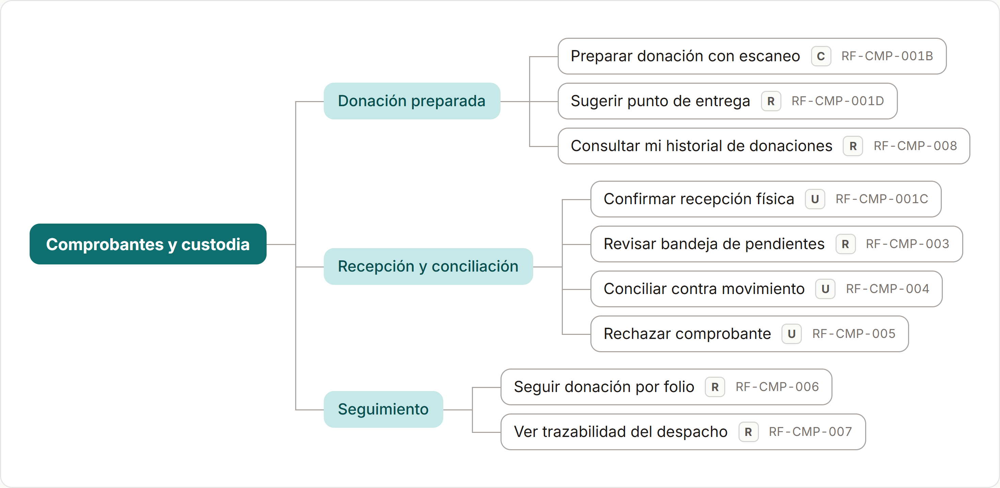 Comprobantes y custodia
Donación preparada
Preparar donación con escaneo C RF-CMP-001B
Sugerir punto de entrega R RF-CMP-001D
Consultar mi historial de donaciones R RF-CMP-008
Recepción y conciliación
Confirmar recepción física U RF-CMP-001C
Revisar bandeja de pendientes R RF-CMP-003
Conciliar contra movimiento U RF-CMP-004
Rechazar comprobante U RF-CMP-005
Seguimiento
Seguir donación por folio R RF-CMP-006
Ver trazabilidad del despacho R RF-CMP-007